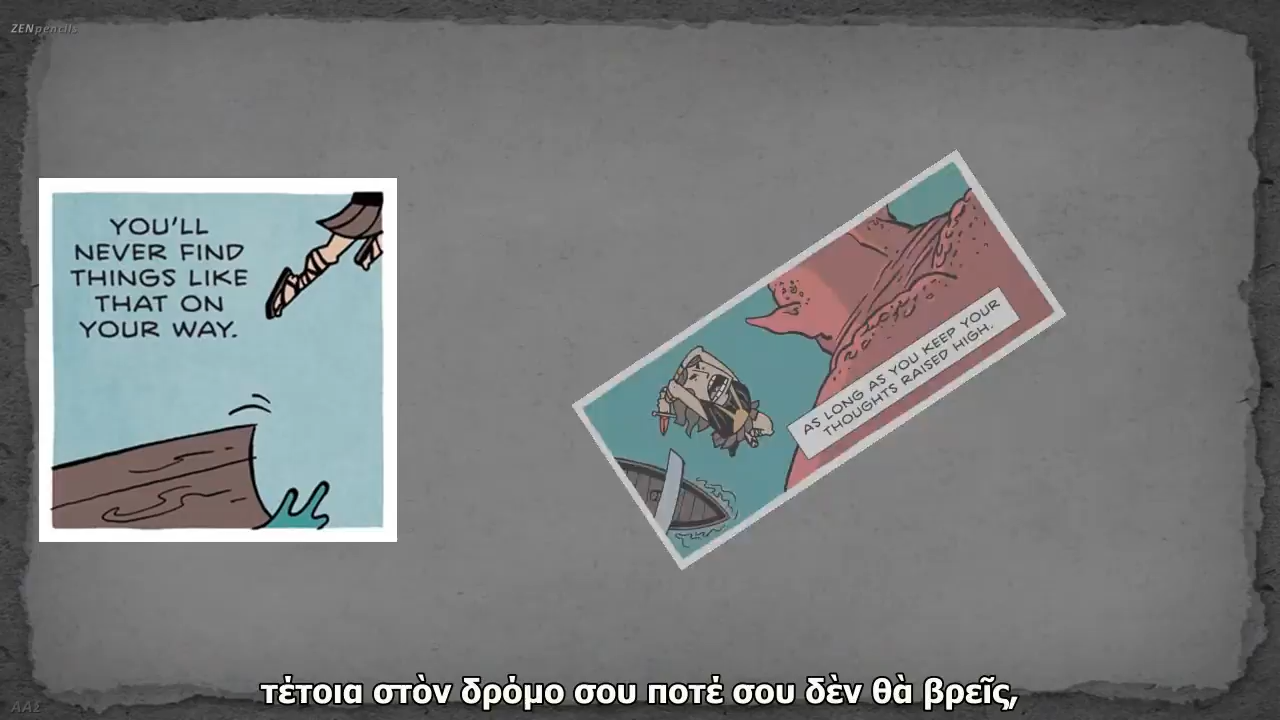 ZENpencils
YOU'LL
NEVER FIND
THINGS LIKE
THAT ON
YOUR WAY.
AS LONG AS YOU KEEP YOUR
THOUGHTS RAISED HIGH.
τέτοια στὸν δρόμο σου ποτέ σου δὲν θὰ βρεῖς,
ΑΑΣ